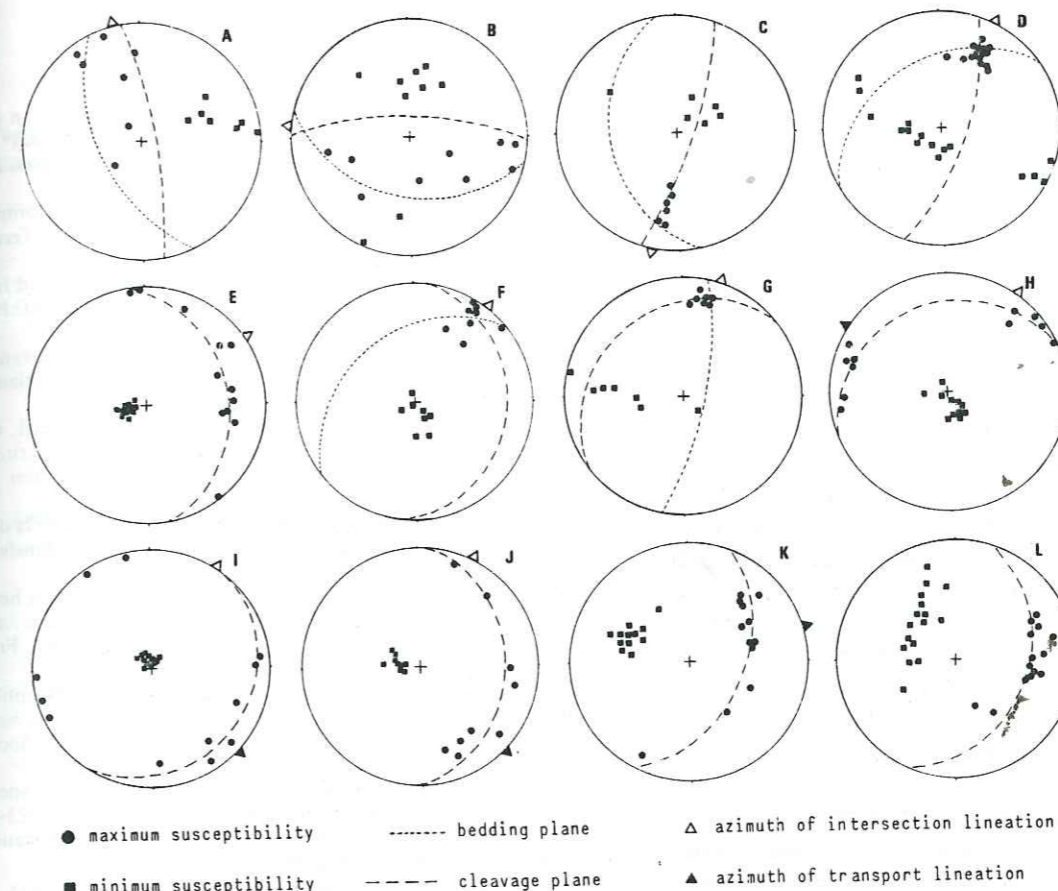 A
B
C
D
E
F
G
H
I
J
K
L
maximum susceptibility
bedding plane
azimuth of intersection lineation
minimum susceptibility
cleavage plane
azimuth of transport lineation